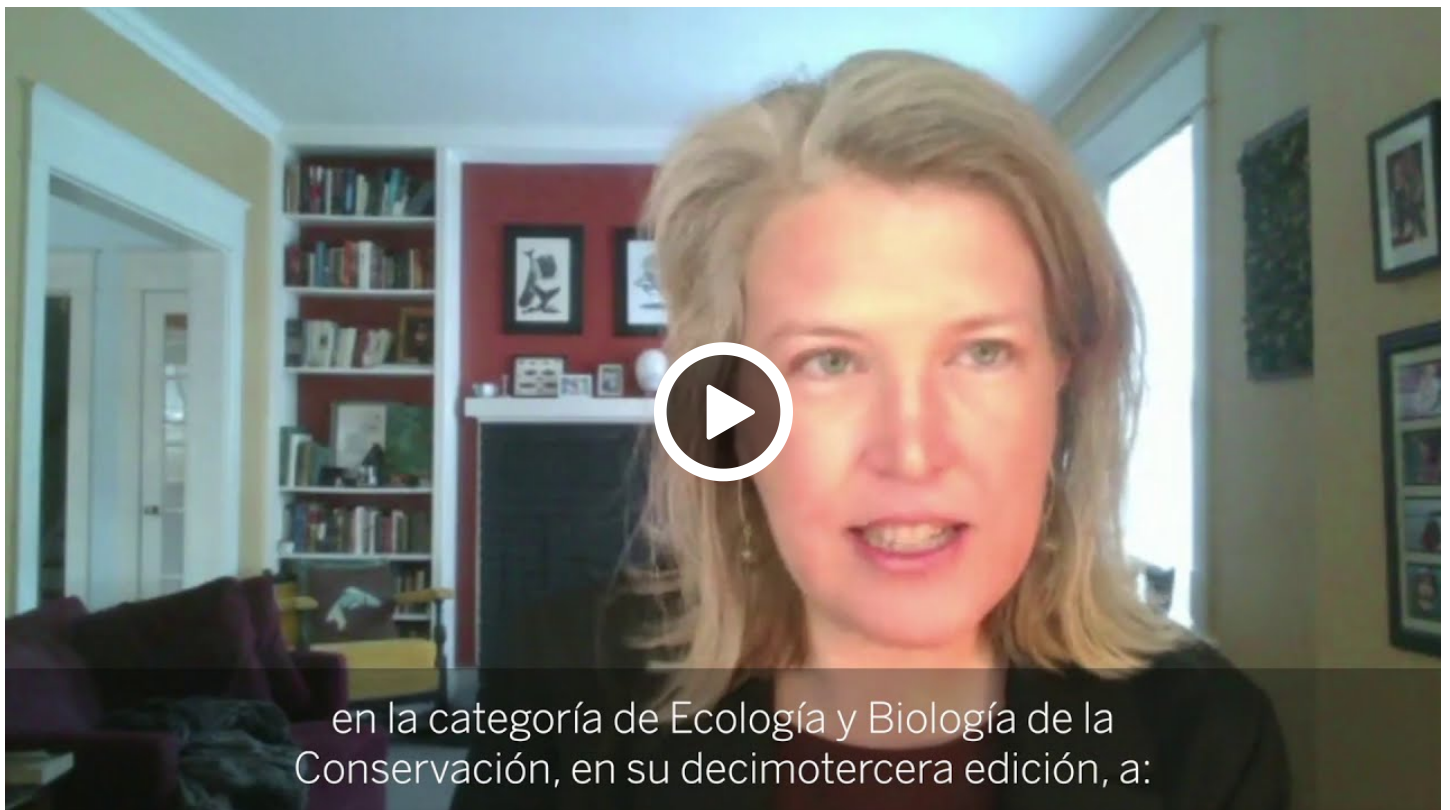 en la categoría de Ecología y Biología de la
Conservación, en su decimotercera edición, a: